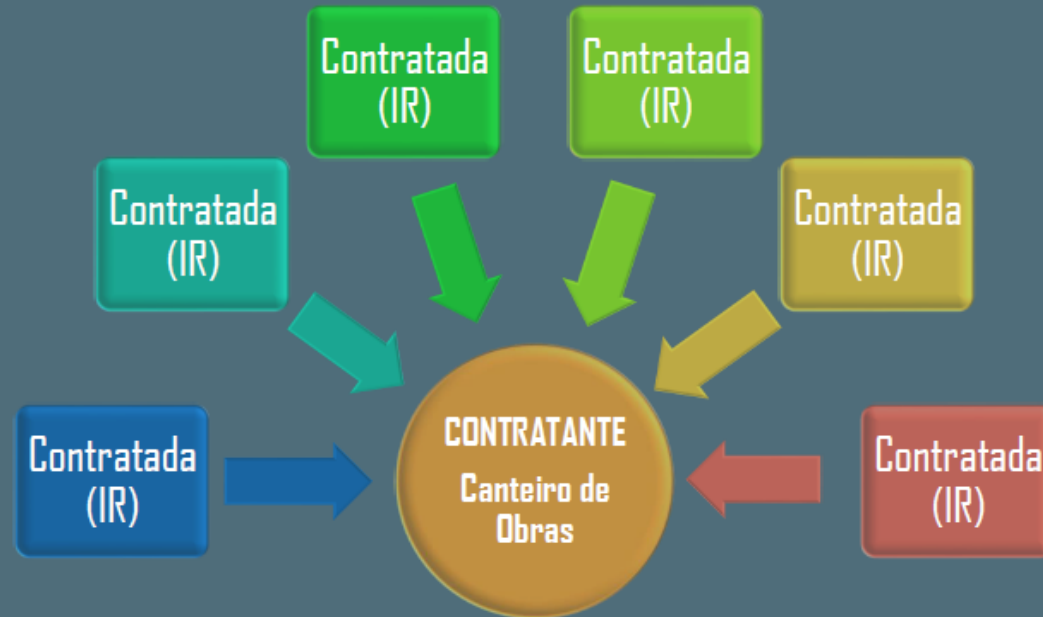 Contratada
(IR)
Contratada
(IR)
Contratada
(IR)
Contratada
(IR)
Contratada
(IR)
Contratada
(IR)
CONTRATANTE
Canteiro de
Obras